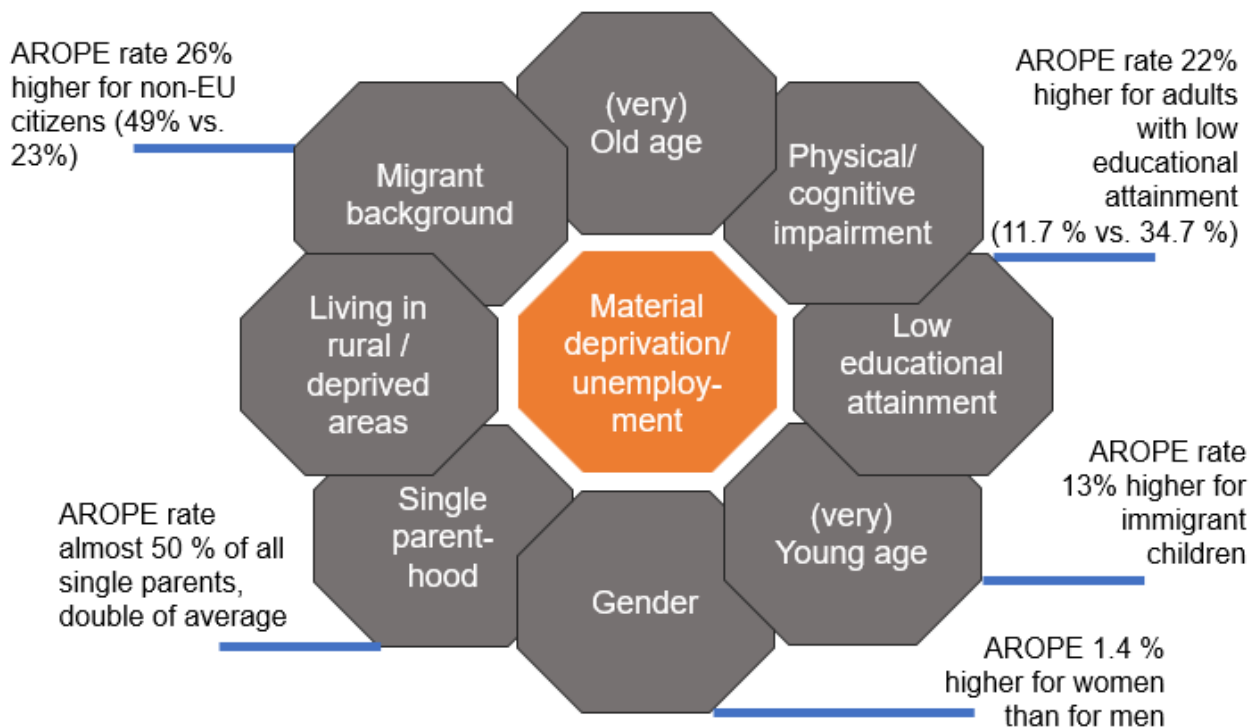 AROPE rate 26%
higher for non-EU
citizens (49% vs.
23%)
(very)
Old age
AROPE rate 22%
higher for adults
with low
educational
attainment
(11.7 % vs. 34.7 %)
Migrant
background
Physical/
cognitive
impairment
Living in
rural /
deprived
areas
Material
deprivation/
unemploy-
ment
Low
educational
attainment
Single
parent-
hood
(very)
Young age
AROPE rate
13% higher for
immigrant
children
AROPE rate
almost 50 % of all
single parents,
double of average
Gender
AROPE 1.4 %
higher for women
than for men